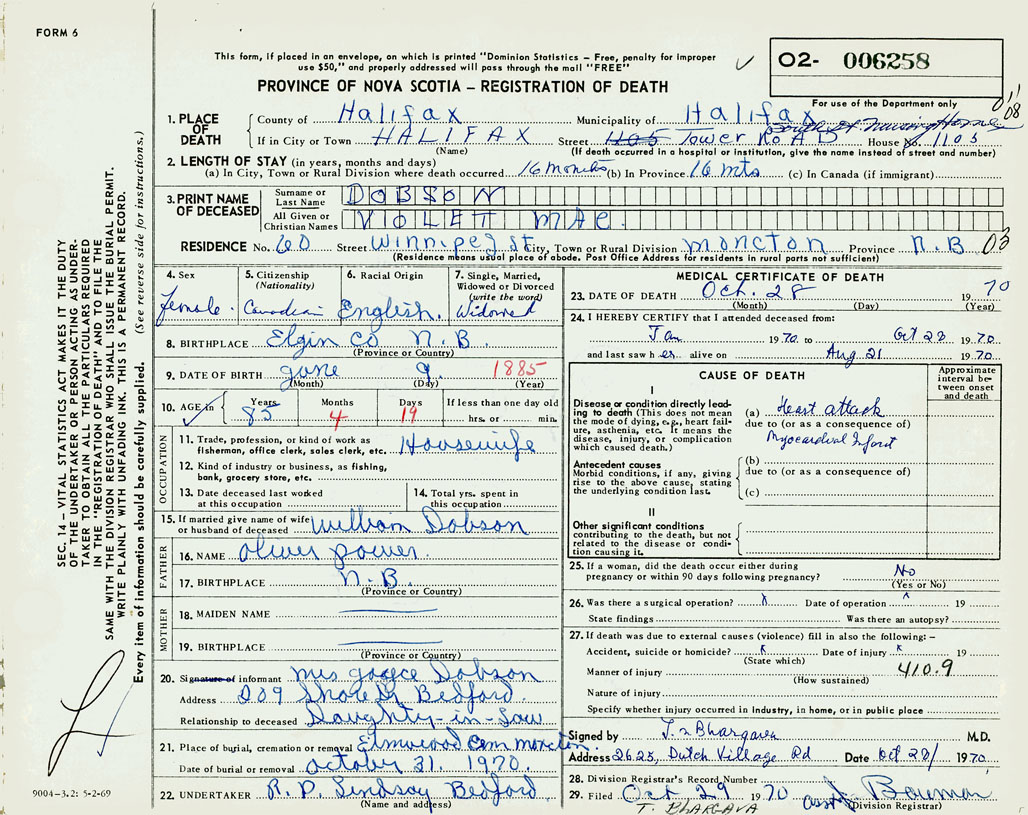 FORM 6
This form, if placed in an envelope, on which is printed "Dominion Statistics – Free, penalty for improper
use $50," and properly addressed will pass through the mail "FREE"
O2- 006258
PROVINCE OF NOVA SCOTIA – REGISTRATION OF DEATH
For use of the Department only
08
1. PLACE OF DEATH
County of Halifax Municipality of Halifax
If in City or Town HALIFAX Street 1105 Tower Road House No. 1105
(Name) (If death occurred in a hospital or institution, give the name instead of street and number)
2. LENGTH OF STAY (in years, months and days)
(a) In City, Town or Rural Division where death occurred 16 months (b) In Province 16 mts (c) In Canada (if immigrant)
3. PRINT NAME OF DECEASED
Surname or Last Name DOBSON
All Given or Christian Names VIOLETT MAE
RESIDENCE No. 60 Street Winnipeg st City, Town or Rural Division moncton Province N.B 03
(Residence means usual place of abode. Post Office Address for residents in rural parts not sufficient)
4. Sex female
5. Citizenship (Nationality) Canadian
6. Racial Origin English.
7. Single, Married, Widowed or Divorced (write the word) Widowed
8. BIRTHPLACE Elgin Co N.B.
(Province or Country)
9. DATE OF BIRTH june 9 1885
(Month) (Day) (Year)
10. AGE in Years 85 Months 4 Days 19 If less than one day old hrs. or min.
OCCUPATION
11. Trade, profession, or kind of work as fisherman, office clerk, sales clerk, etc. Housewife
12. Kind of industry or business, as fishing, bank, grocery store, etc.
13. Date deceased last worked at this occupation
14. Total yrs. spent in this occupation
15. If married give name of wife or husband of deceased William Dobson
FATHER
16. NAME Oliver power
17. BIRTHPLACE N.B.
(Province or Country)
MOTHER
18. MAIDEN NAME
19. BIRTHPLACE
(Province or Country)
20. Signature of informant mrs joyce Dobson
Address 209 Shore Dr Bedford.
Relationship to deceased Daughty-in-Law
21. Place of burial, cremation or removal Elmwood Cem moncton.
Date of burial or removal October 31. 1970.
22. UNDERTAKER R. P. Lindsay Bedford
(Name and address)
MEDICAL CERTIFICATE OF DEATH
23. DATE OF DEATH Oct. 28 1970
(Month) (Day) (Year)
24. I HEREBY CERTIFY that I attended deceased from:
Jan 1970 to Oct 28 1970
and last saw her alive on Aug 21 1970
CAUSE OF DEATH
Approximate interval between onset and death
I
Disease or condition directly leading to death (This does not mean the mode of dying, e.g., heart failure, asthenia, etc. It means the disease, injury, or complication which caused death.)
(a) Heart attack
due to (or as a consequence of)
Myocardial Infarct
Antecedent causes
Morbid conditions, if any, giving rise to the above cause, stating the underlying condition last.
(b)
due to (or as a consequence of)
(c)
II
Other significant conditions
contributing to the death, but not related to the disease or condition causing it.
25. If a woman, did the death occur either during pregnancy or within 90 days following pregnancy? No
(Yes or No)
26. Was there a surgical operation? x Date of operation 19
State findings Was there an autopsy?
27. If death was due to external causes (violence) fill in also the following: –
Accident, suicide or homicide? x Date of injury x 19
(State which)
Manner of injury 410.9
(How sustained)
Nature of injury
Specify whether injury occurred in industry, in home, or in public place
Signed by T. n Bhargava M.D.
Address 2625, Dutch Village Rd Date Oct 28/ 1970
28. Division Registrar's Record Number
29. Filed Oct 29 1970 Bauman
(Division Registrar)
T. BHARGAVA
SEC. 14 – VITAL STATISTICS ACT MAKES IT THE DUTY
OF THE UNDERTAKER OR PERSON ACTING AS UNDER-
TAKER TO OBTAIN ALL THE PARTICULARS REQUIRED
IN THE "REGISTRATION OF DEATH" AND TO FILE THE
SAME WITH THE DIVISION REGISTRAR WHO SHALL ISSUE THE BURIAL PERMIT.
WRITE PLAINLY WITH UNFADING INK. THIS IS A PERMANENT RECORD.
Every item of information should be carefully supplied. (See reverse side for instructions.)
9004-3.2: 5-2-69